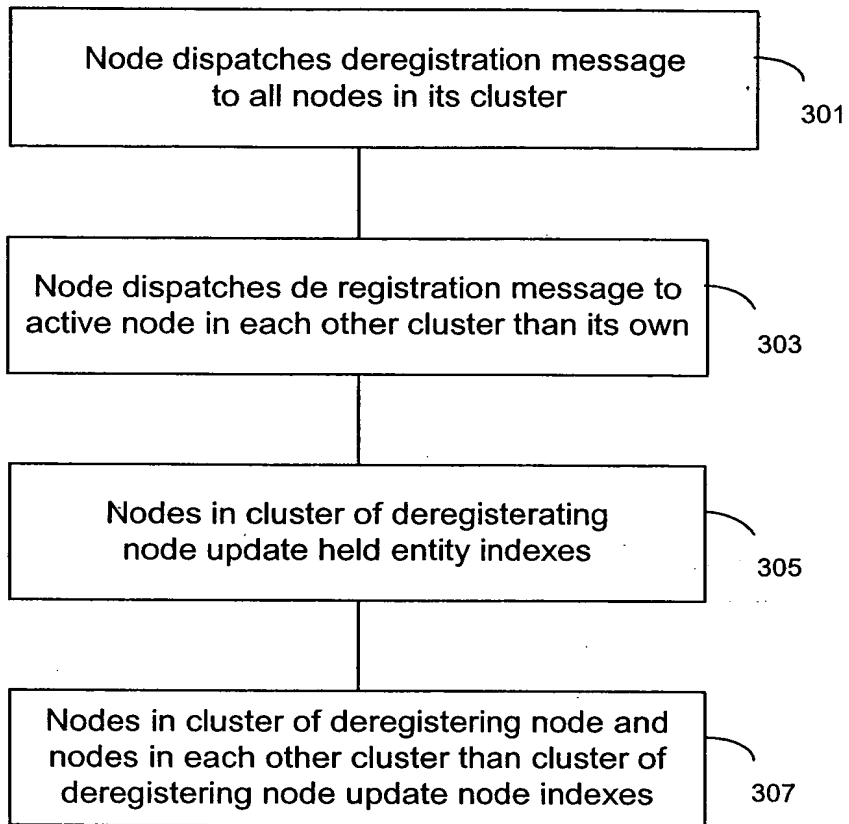 Node dispatches deregistration message
to all nodes in its cluster
301
Node dispatches de registration message to
active node in each other cluster than its own
303
Nodes in cluster of deregisterating
node update held entity indexes
305
Nodes in cluster of deregistering node and
nodes in each other cluster than cluster of
deregistering node update node indexes
307